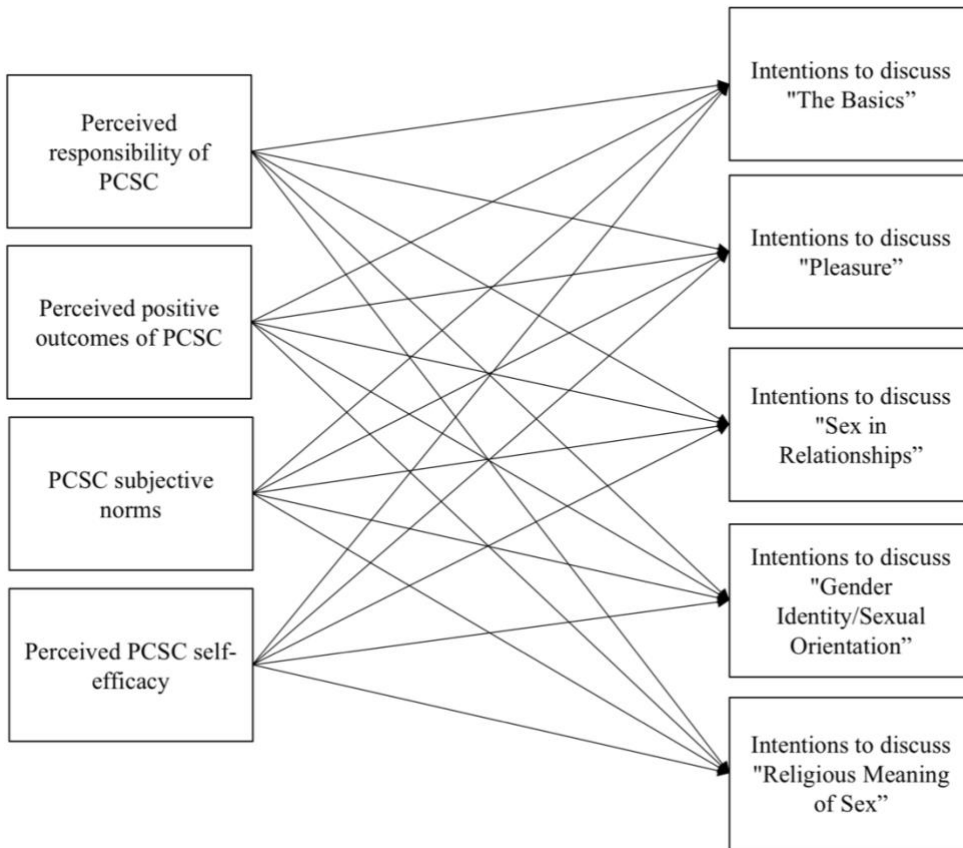 Perceived
responsibility of
PCSC
Perceived positive
outcomes of PCSC
PCSC subjective
norms
Perceived PCSC self-
efficacy
Intentions to discuss
"The Basics”
Intentions to discuss
"Pleasure”
Intentions to discuss
"Sex in
Relationships”
Intentions to discuss
"Gender
Identity/Sexual
Orientation”
Intentions to discuss
"Religious Meaning
of Sex”